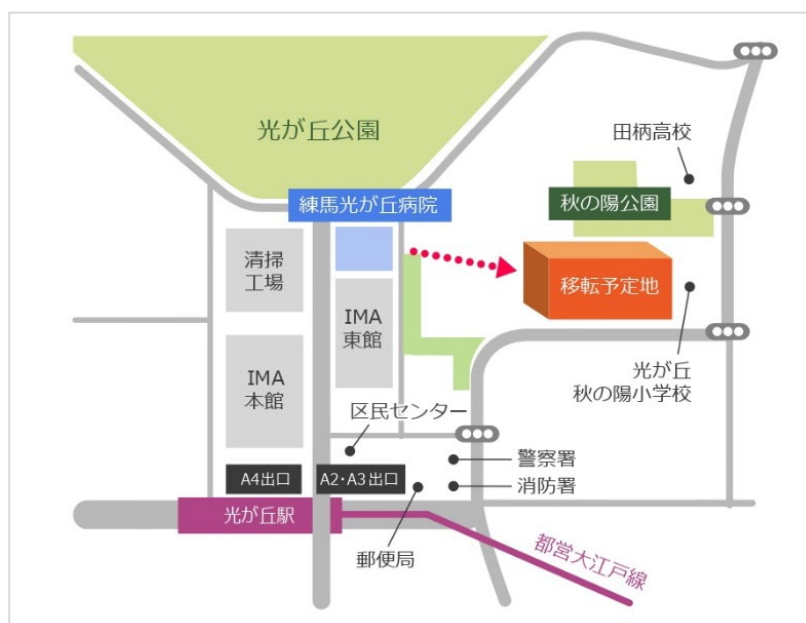 光が丘公園
田柄高校
練馬光が丘病院
秋の陽公園
清掃
工場
移転予定地
IMA
東館
IMA
本館
光が丘
秋の陽小学校
区民センター
警察署
A4出口
A2・A3出口
消防署
光が丘駅
郵便局
都営大江戸線